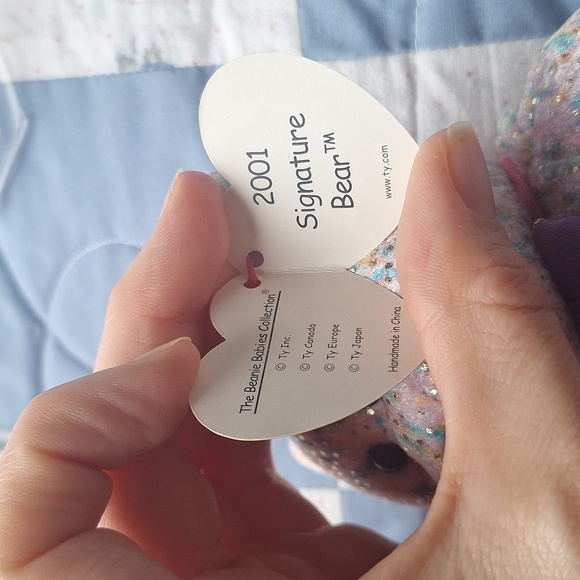 2001
Signature
Bear™
www.ty.com
The Beanie Babies Collection®
© Ty Inc.
© Ty Canada
© Ty Europe
© Ty Japan
Handmade in China